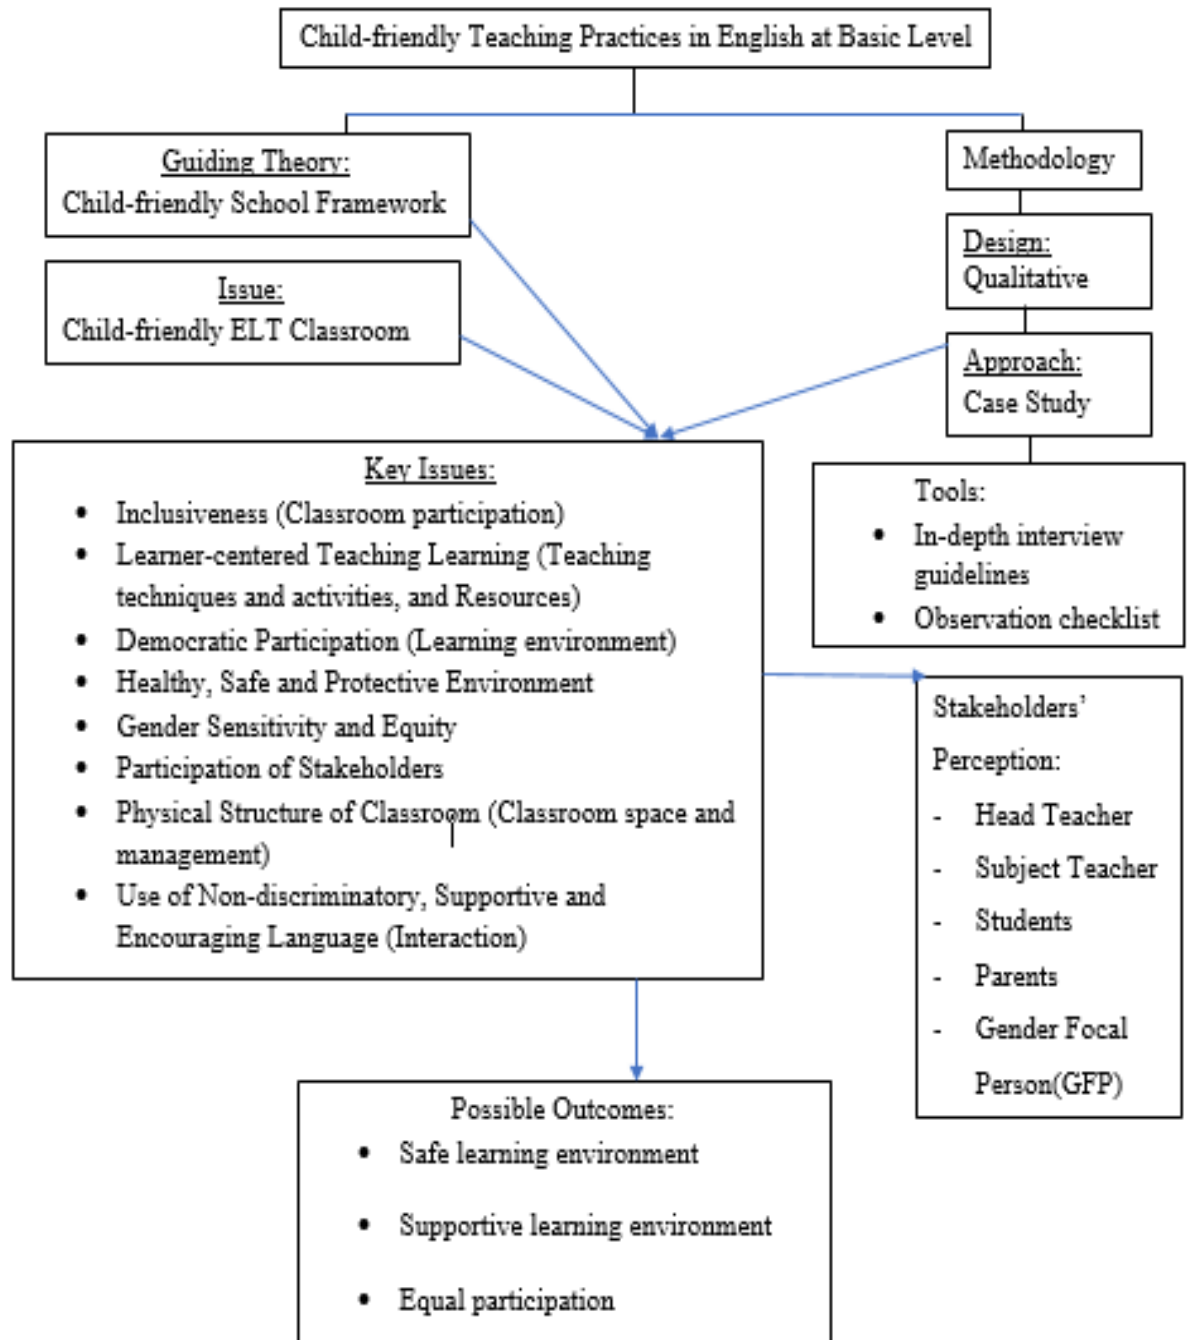 Child-friendly Teaching Practices in English at Basic Level
Guiding Theory:
Child-friendly School Framework
Issue:
Child-friendly ELT Classroom
Methodology
Design:
Qualitative
Approach:
Case Study
Tools:
• In-depth interview
guidelines
• Observation checklist
Key Issues:
• Inclusiveness (Classroom participation)
• Learner-centered Teaching Learning (Teaching
techniques and activities, and Resources)
• Democratic Participation (Learning environment)
• Healthy, Safe and Protective Environment
• Gender Sensitivity and Equity
• Participation of Stakeholders
• Physical Structure of Classroom (Classroom space and
management)
• Use of Non-discriminatory, Supportive and
Encouraging Language (Interaction)
Stakeholders’
Perception:
- Head Teacher
- Subject Teacher
- Students
- Parents
- Gender Focal
Person(GFP)
Possible Outcomes:
• Safe learning environment
• Supportive learning environment
• Equal participation